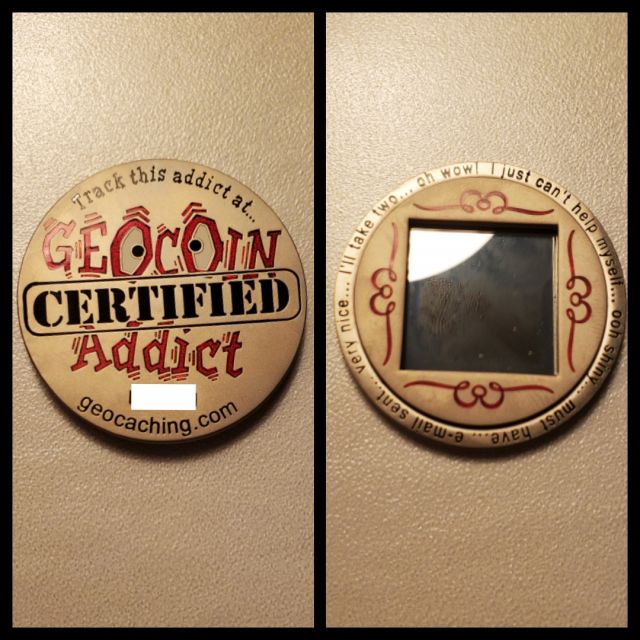 Track this addict at...
GEOCOIN
CERTIFIED
Addict
geocaching.com
very nice... I'll take two... oh wow! I just can't help myself... ooh shiny... must have... e-mail sent...